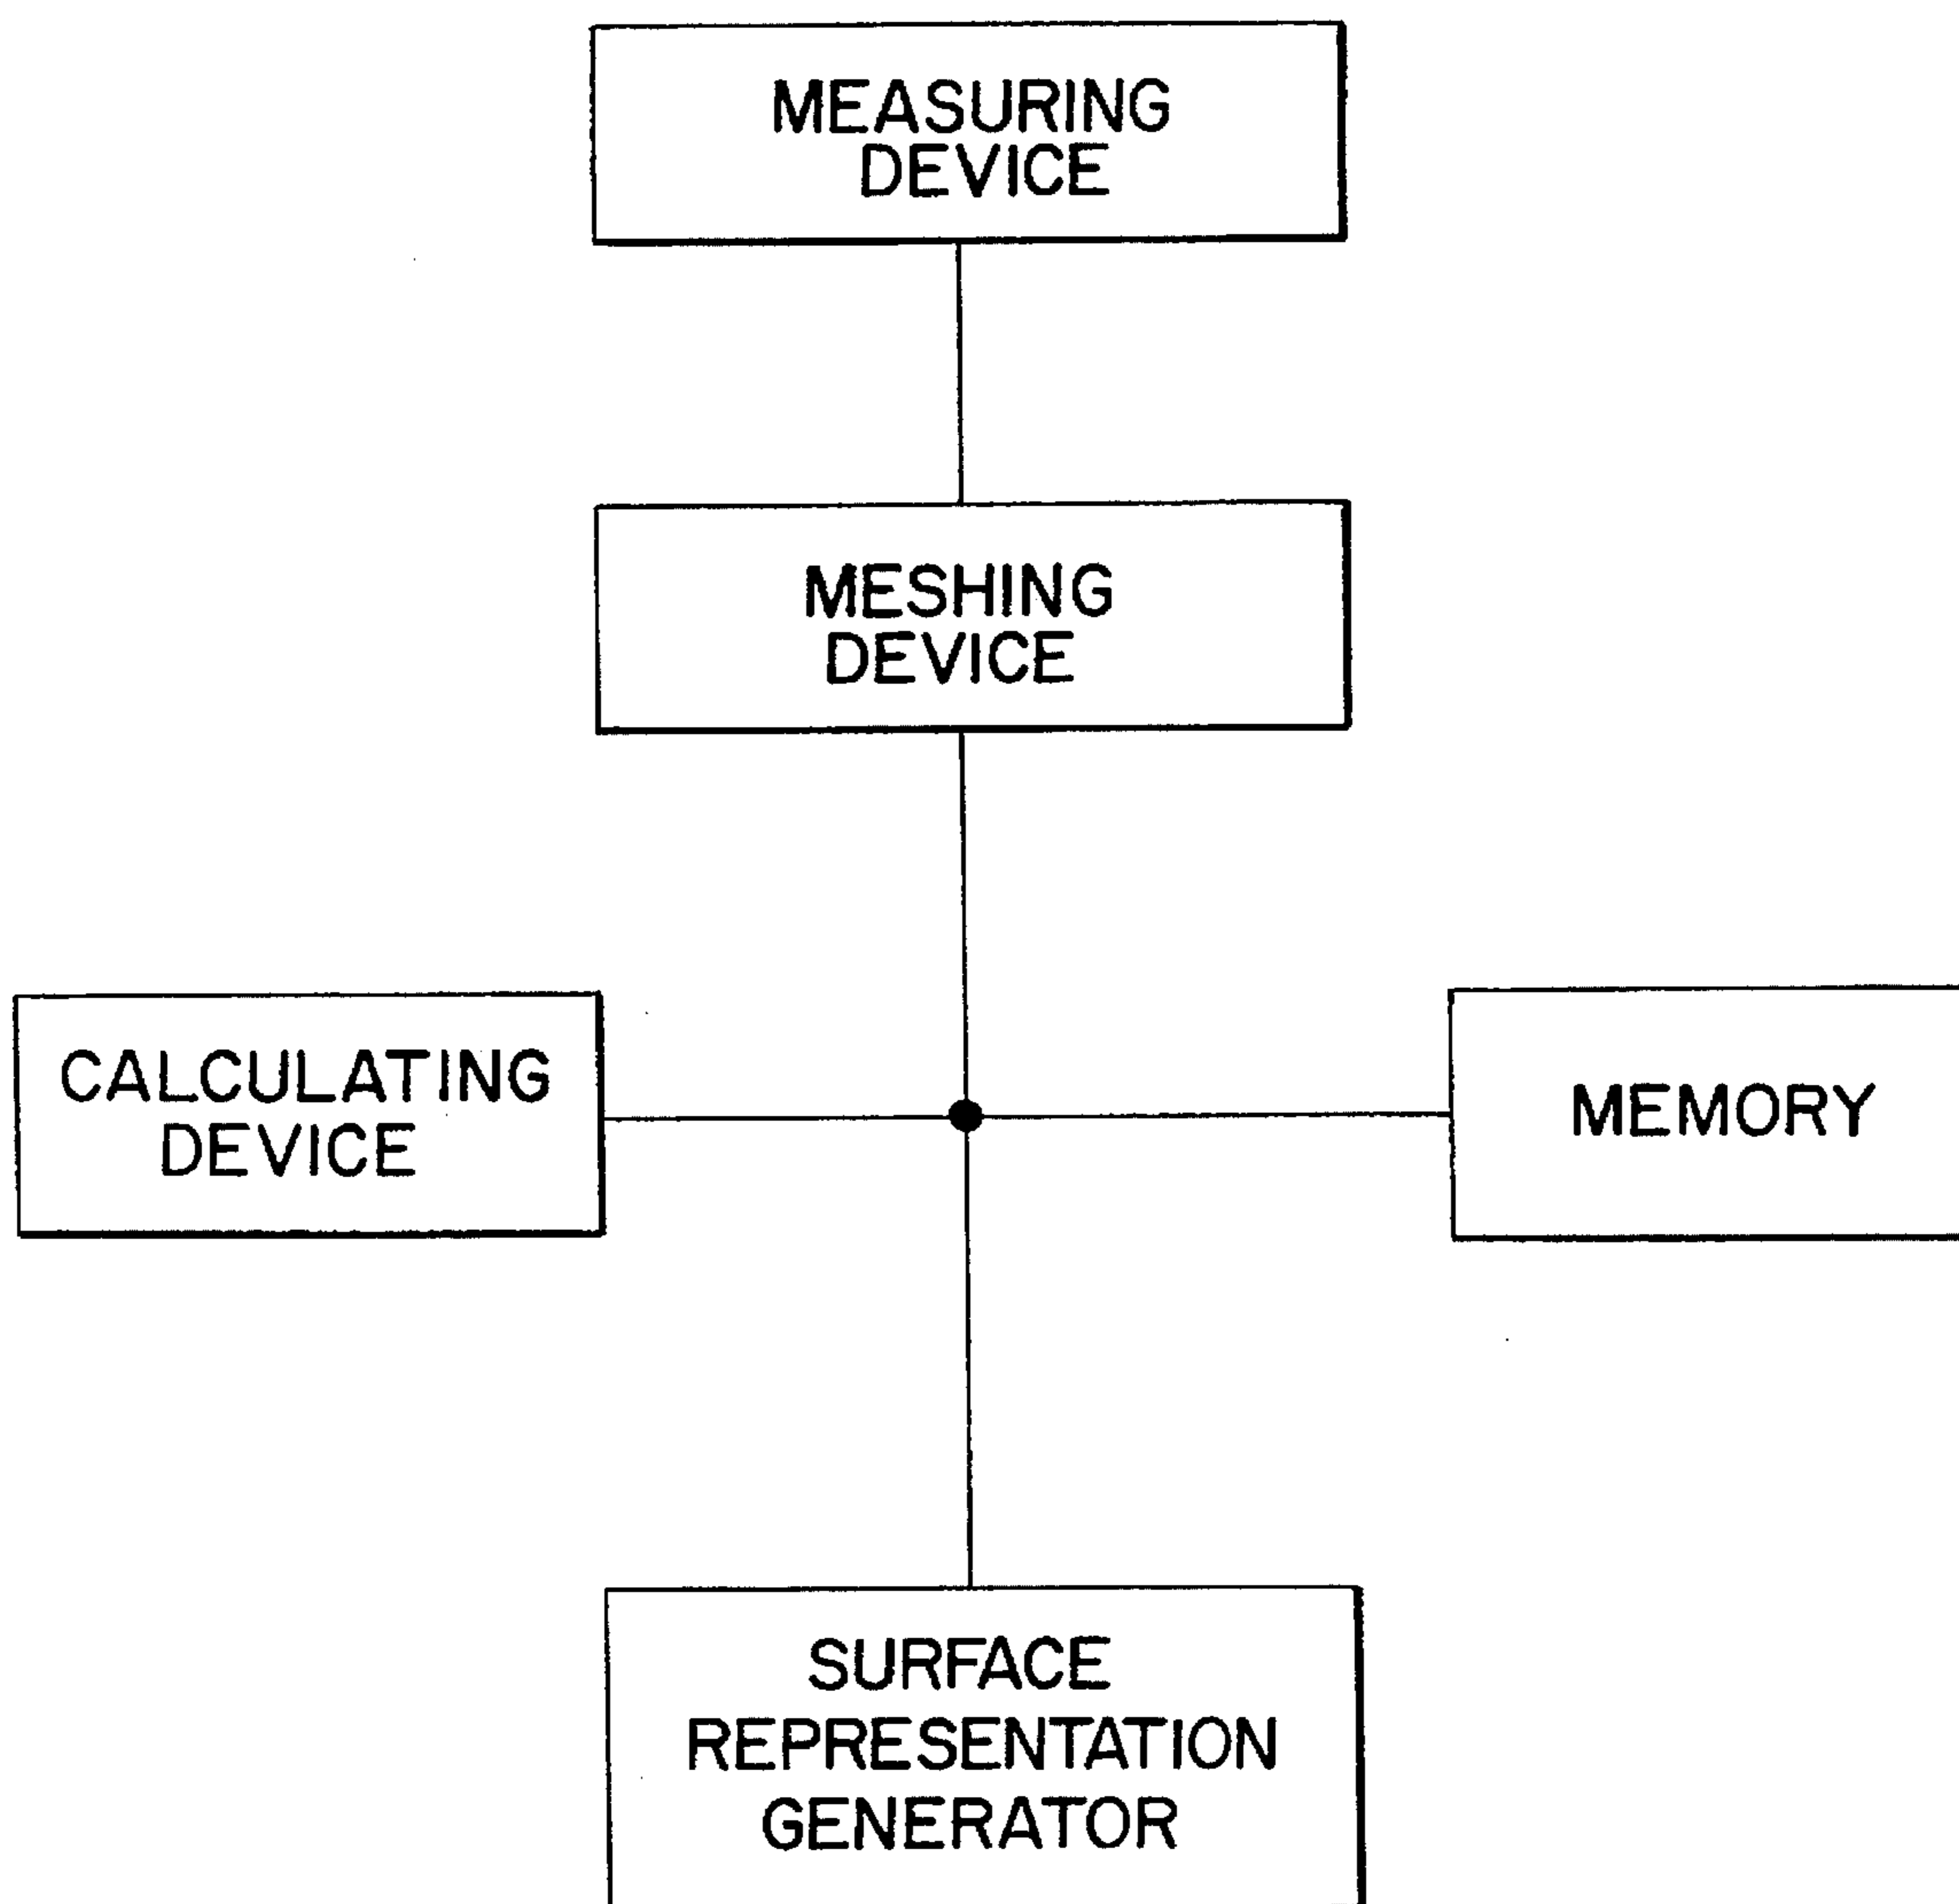 MEASURING
DEVICE
MESHING
DEVICE
CALCULATING
DEVICE
MEMORY
SURFACE
REPRESENTATION
GENERATOR